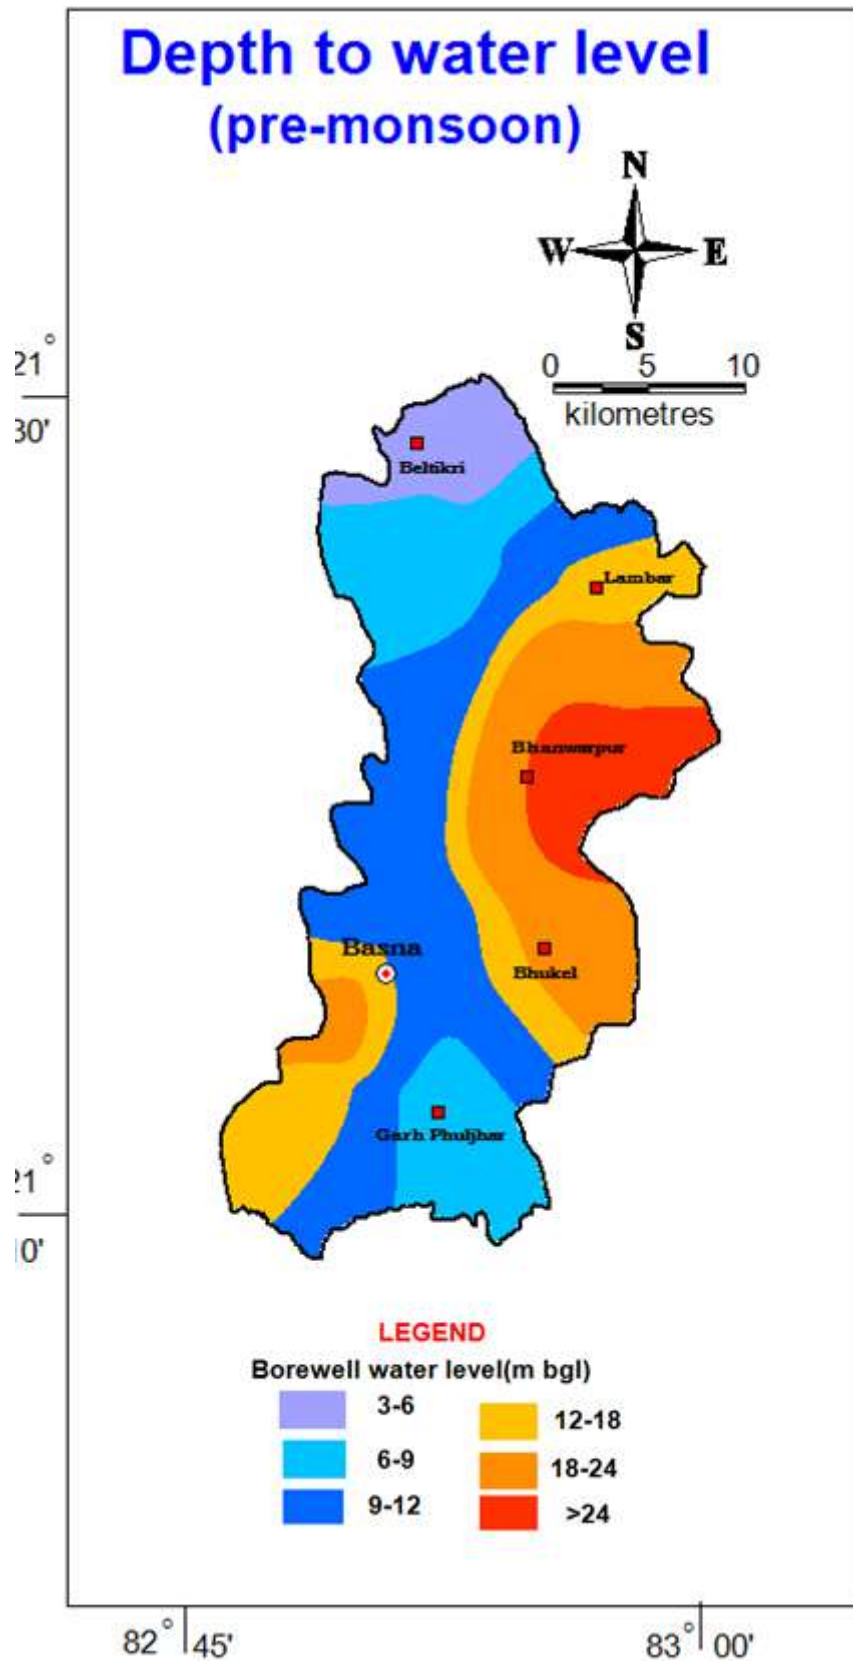 Depth to water level
(pre-monsoon)
N
W E
S
0 5 10
kilometres
21°
30'
Beltikri
Lambar
Bhanwarpur
Basna
Bhukel
Garh Phuljhar
21°
10'
LEGEND
Borewell water level(m bgl)
3-6 12-18
6-9 18-24
9-12 >24
82° 45' 83° 00'